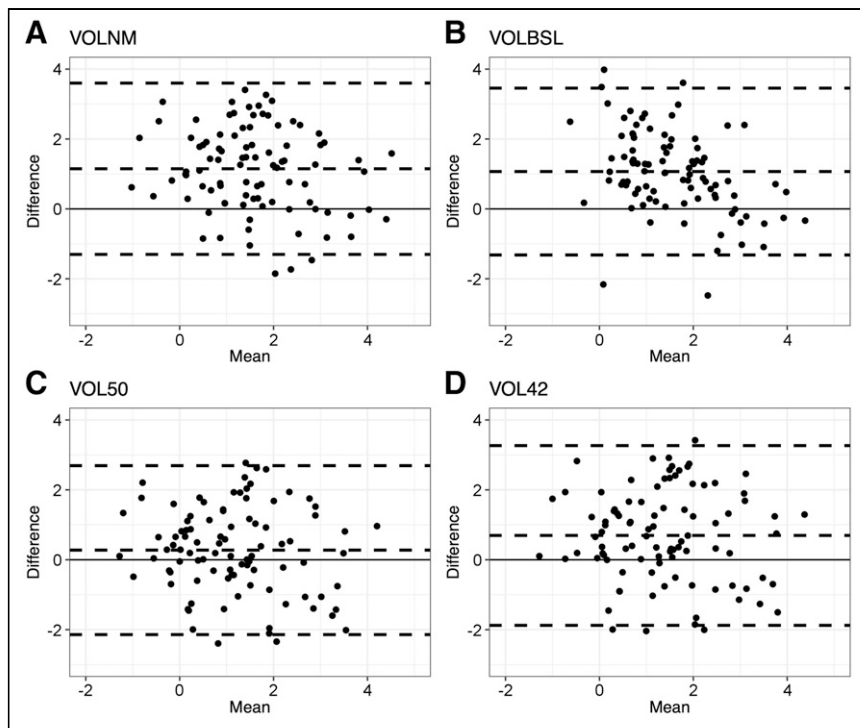 A VOLNM
B VOLBSL
4
2
0
-2
Difference
-2 0 2 4
Mean
4
2
0
-2
Difference
-2 0 2 4
Mean
C VOL50
D VOL42
4
2
0
-2
Difference
-2 0 2 4
Mean
4
2
0
-2
Difference
-2 0 2 4
Mean